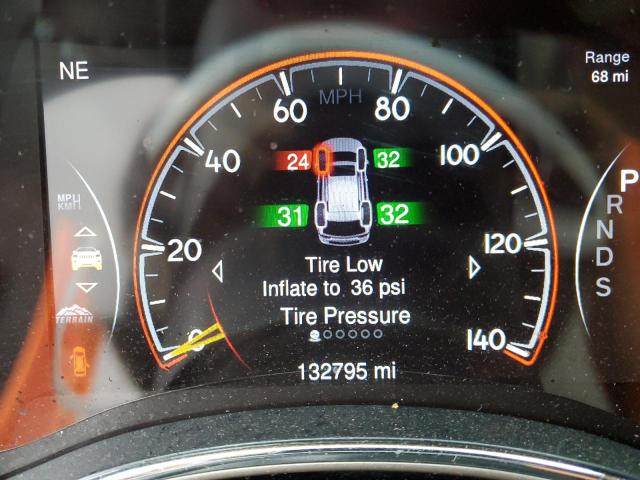 NE
Range
68 mi
MPH
60
80
40
100
24
32
31
32
20
120
0
140
MPH
KM/H
TERRAIN
Tire Low
Inflate to 36 psi
Tire Pressure
132795 mi
P
R
N
D
S